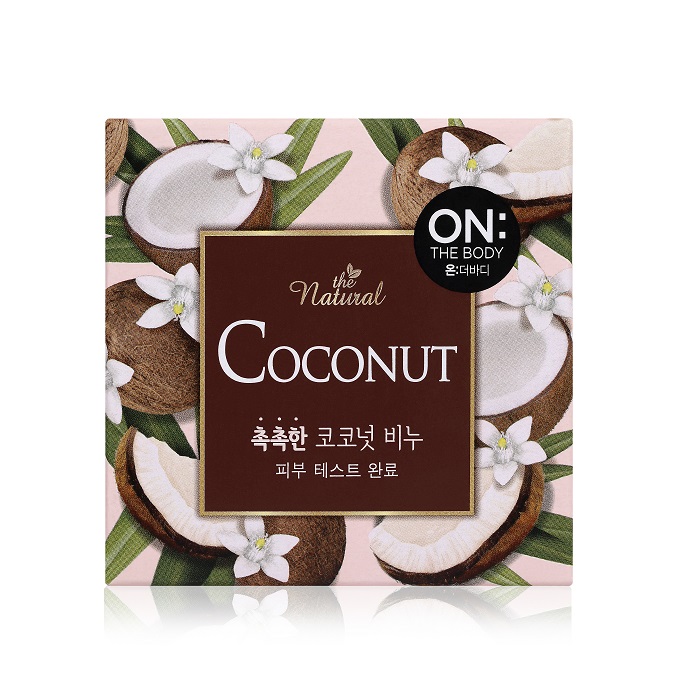 ON:
THE BODY
온:더바디
the
Natural
COCONUT
촉촉한 코코넛 비누
피부 테스트 완료